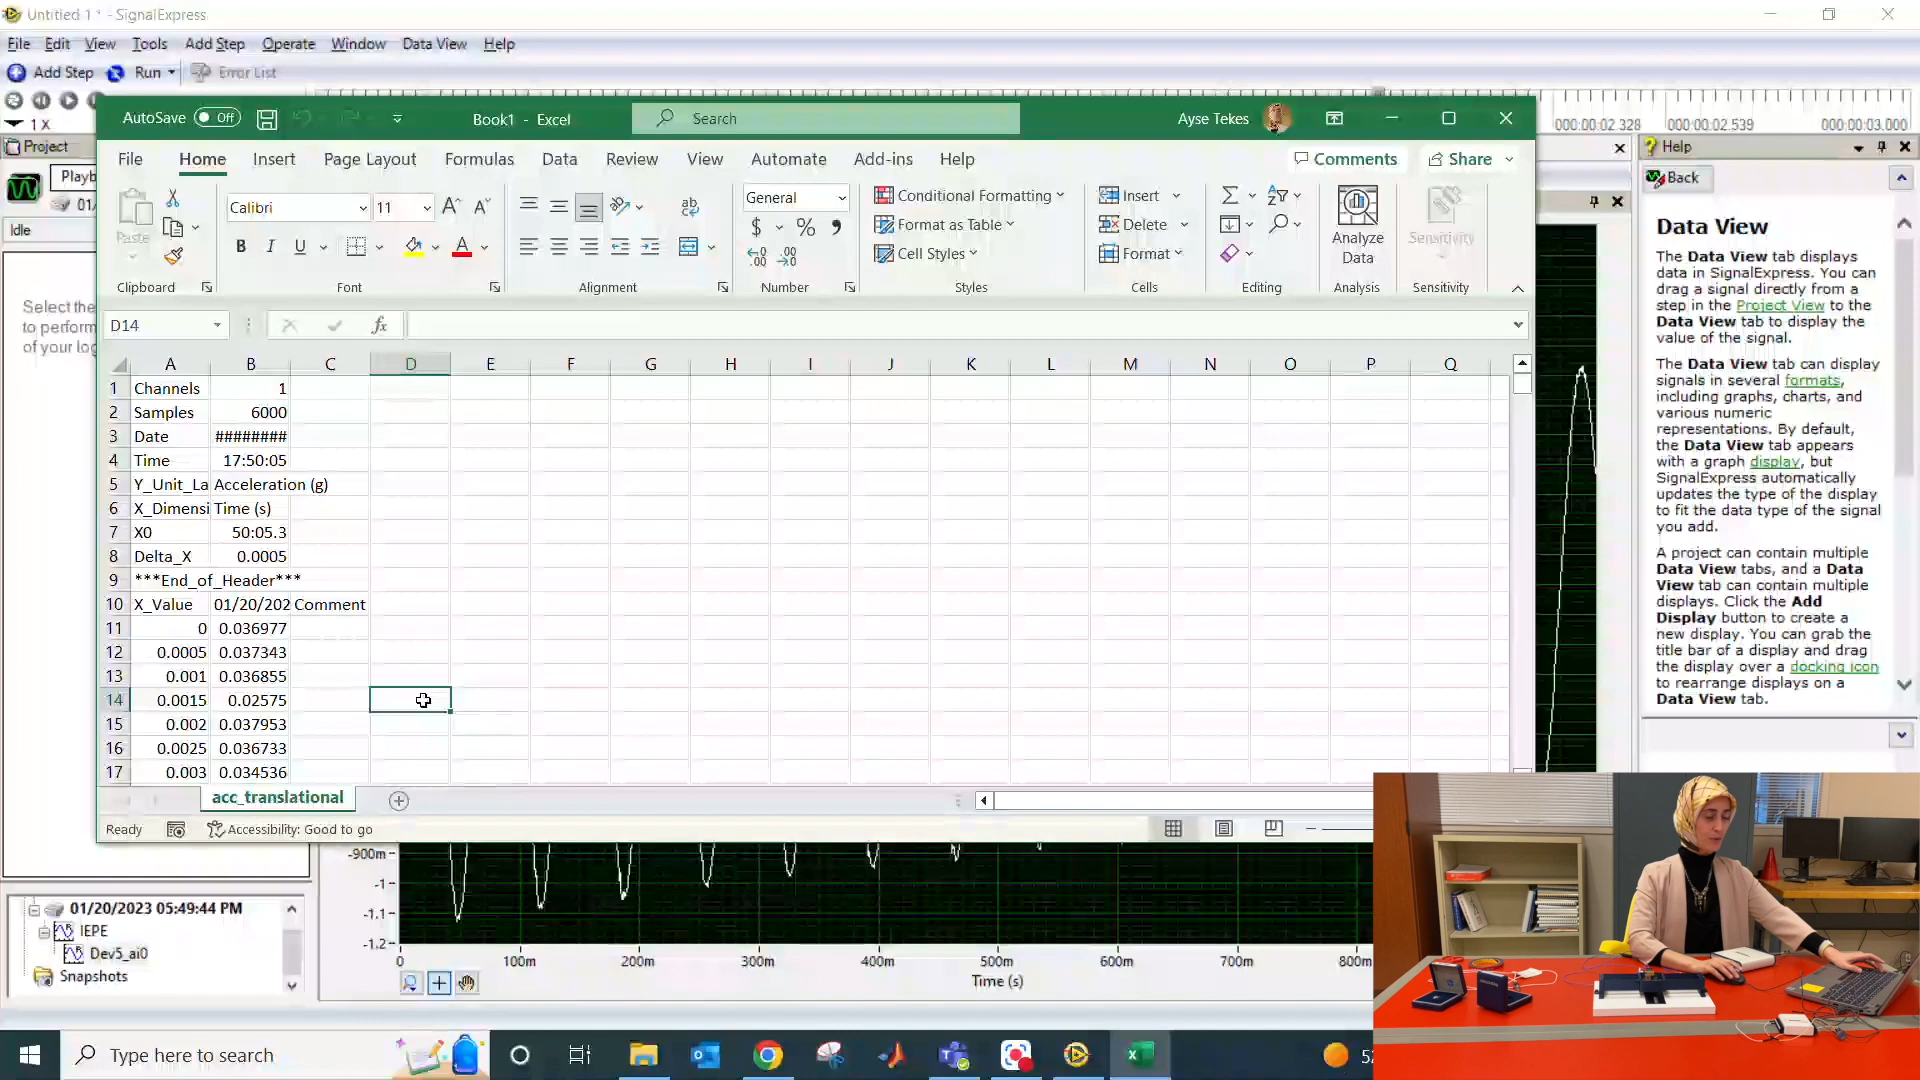 Untitled 1 * - SignalExpress
File Edit View Tools Add Step Operate Window Data View Help
Add Step Run Error List
1 X
000:00:02.328 000:00:02.539 000:00:03.000
Project
Idle
AutoSave Off Book1 - Excel Search Ayse Tekes
File Home Insert Page Layout Formulas Data Review View Automate Add-ins Help Comments Share
Paste
Clipboard
Calibri 11
B I U A
Font
ab
Alignment
General
$ % 9
Number
Conditional Formatting
Format as Table
Cell Styles
Styles
Insert
Delete
Format
Cells
Editing
Analyze
Data
Analysis
Sensitivity
Sensitivity
D14 fx
A B C D E F G H I J K L M N O P Q
1 Channels 1
2 Samples 6000
3 Date ########
4 Time 17:50:05
5 Y_Unit_La Acceleration (g)
6 X_Dimensi Time (s)
7 X0 50:05.3
8 Delta_X 0.0005
9 ***End_of_Header***
10 X_Value 01/20/202 Comment
11 0 0.036977
12 0.0005 0.037343
13 0.001 0.036855
14 0.0015 0.02575
15 0.002 0.037953
16 0.0025 0.036733
17 0.003 0.034536
acc_translational
Ready Accessibility: Good to go
Select the
to perform
of your log
Help
Back
Data View
The Data View tab displays
data in SignalExpress. You can
drag a signal directly from a
step in the Project View to the
Data View tab to display the
value of the signal.
The Data View tab can display
signals in several formats,
including graphs, charts, and
various numeric
representations. By default,
the Data View tab appears
with a graph display, but
SignalExpress automatically
updates the type of the display
to fit the data type of the signal
you add.
A project can contain multiple
Data View tabs, and a Data
View tab can contain multiple
displays. Click the Add
Display button to create a
new display. You can grab the
title bar of a display and drag
the display over a docking icon
to rearrange displays on a
Data View tab.
-900m
-1
-1.1
-1.2
0 100m 200m 300m 400m 500m 600m 700m 800m
Time (s)
01/20/2023 05:49:44 PM
IEPE
Dev5_ai0
Snapshots
Type here to search